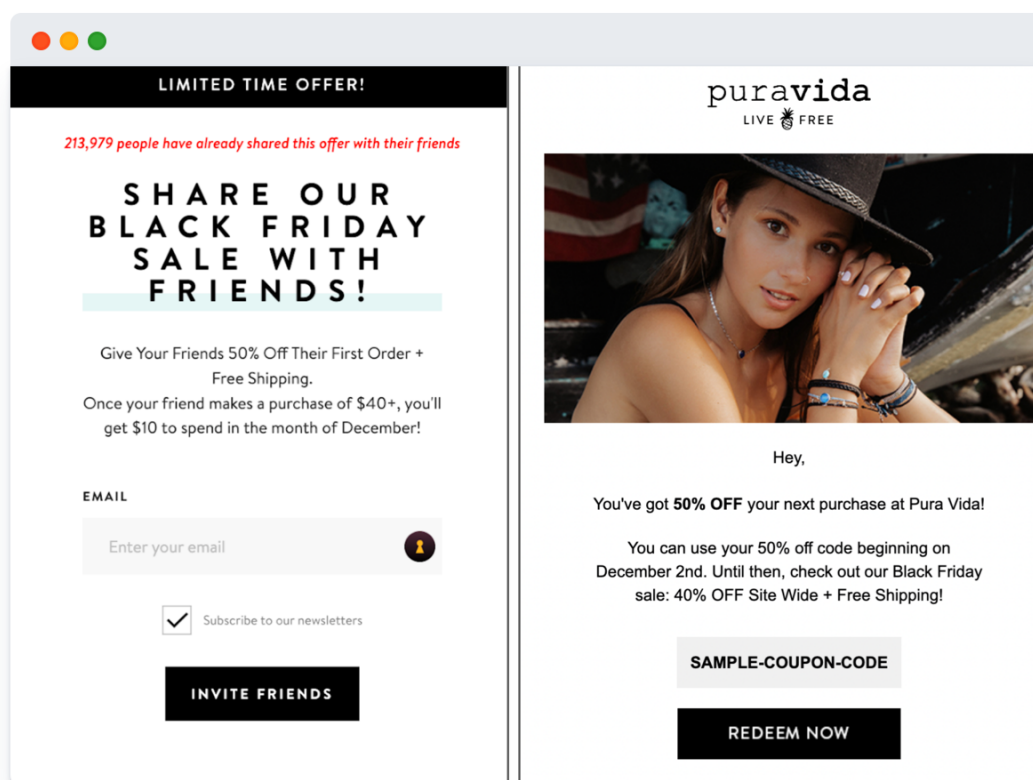 LIMITED TIME OFFER!
213,979 people have already shared this offer with their friends
SHARE OUR
BLACK FRIDAY
SALE WITH
FRIENDS!
Give Your Friends 50% Off Their First Order +
Free Shipping.
Once your friend makes a purchase of $40+, you'll
get $10 to spend in the month of December!
EMAIL
Enter your email
Subscribe to our newsletters
INVITE FRIENDS
puravida
LIVE FREE
Hey,
You've got 50% OFF your next purchase at Pura Vida!
You can use your 50% off code beginning on
December 2nd. Until then, check out our Black Friday
sale: 40% OFF Site Wide + Free Shipping!
SAMPLE-COUPON-CODE
REDEEM NOW